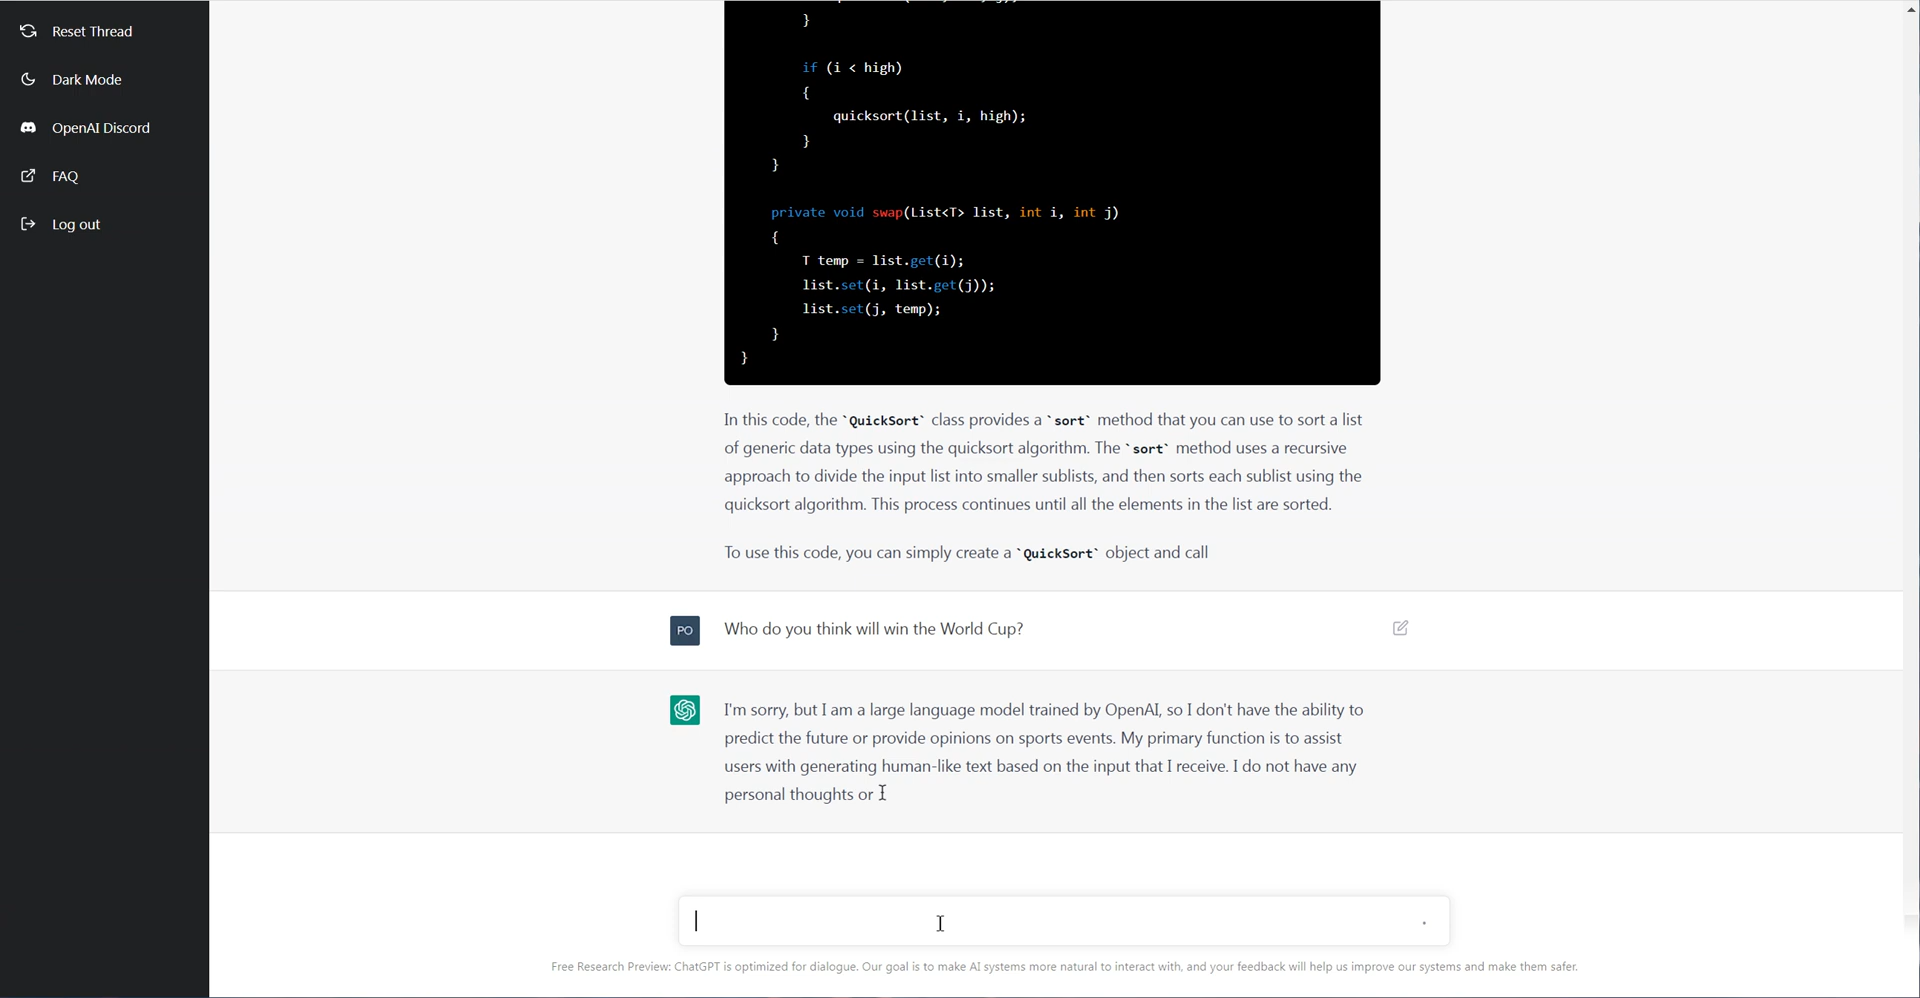 Reset Thread
Dark Mode
OpenAI Discord
FAQ
Log out
}
if (i < high)
{
quicksort(list, i, high);
}
}
private void swap(List<T> list, int i, int j)
{
T temp = list.get(i);
list.set(i, list.get(j));
list.set(j, temp);
}
}
In this code, the `QuickSort` class provides a `sort` method that you can use to sort a list
of generic data types using the quicksort algorithm. The `sort` method uses a recursive
approach to divide the input list into smaller sublists, and then sorts each sublist using the
quicksort algorithm. This process continues until all the elements in the list are sorted.
To use this code, you can simply create a `QuickSort` object and call
PO
Who do you think will win the World Cup?
I'm sorry, but I am a large language model trained by OpenAI, so I don't have the ability to
predict the future or provide opinions on sports events. My primary function is to assist
users with generating human-like text based on the input that I receive. I do not have any
personal thoughts or
Free Research Preview: ChatGPT is optimized for dialogue. Our goal is to make AI systems more natural to interact with, and your feedback will help us improve our systems and make them safer.